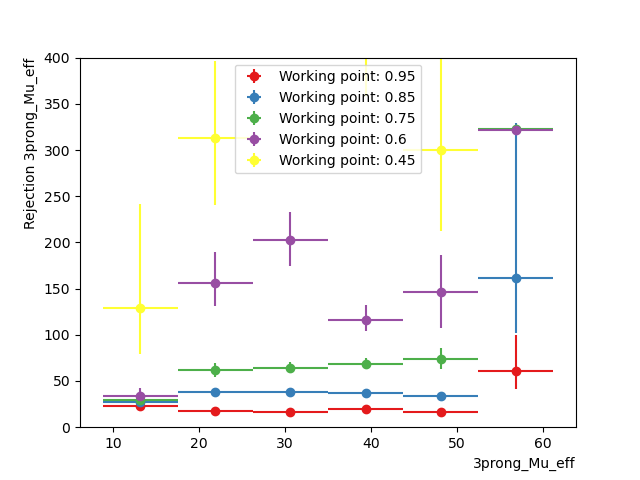 400
350
300
250
200
150
100
50
0
Rejection 3prong_Mu_eff
Working point: 0.95
Working point: 0.85
Working point: 0.75
Working point: 0.6
Working point: 0.45
10 20 30 40 50 60
3prong_Mu_eff